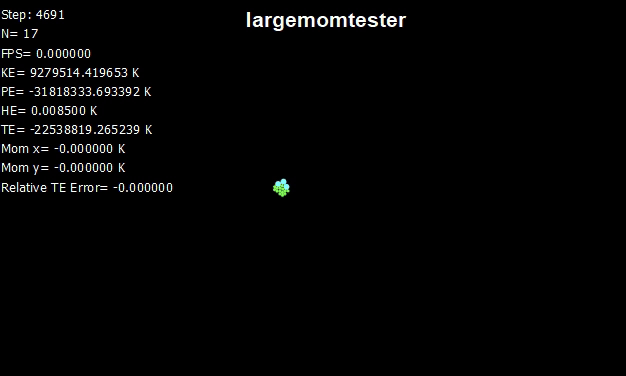 largemomtester
Step: 4691
N= 17
FPS= 0.000000
KE= 9279514.419653 K
PE= -31818333.693392 K
HE= 0.008500 K
TE= -22538819.265239 K
Mom x= -0.000000 K
Mom y= -0.000000 K
Relative TE Error= -0.000000